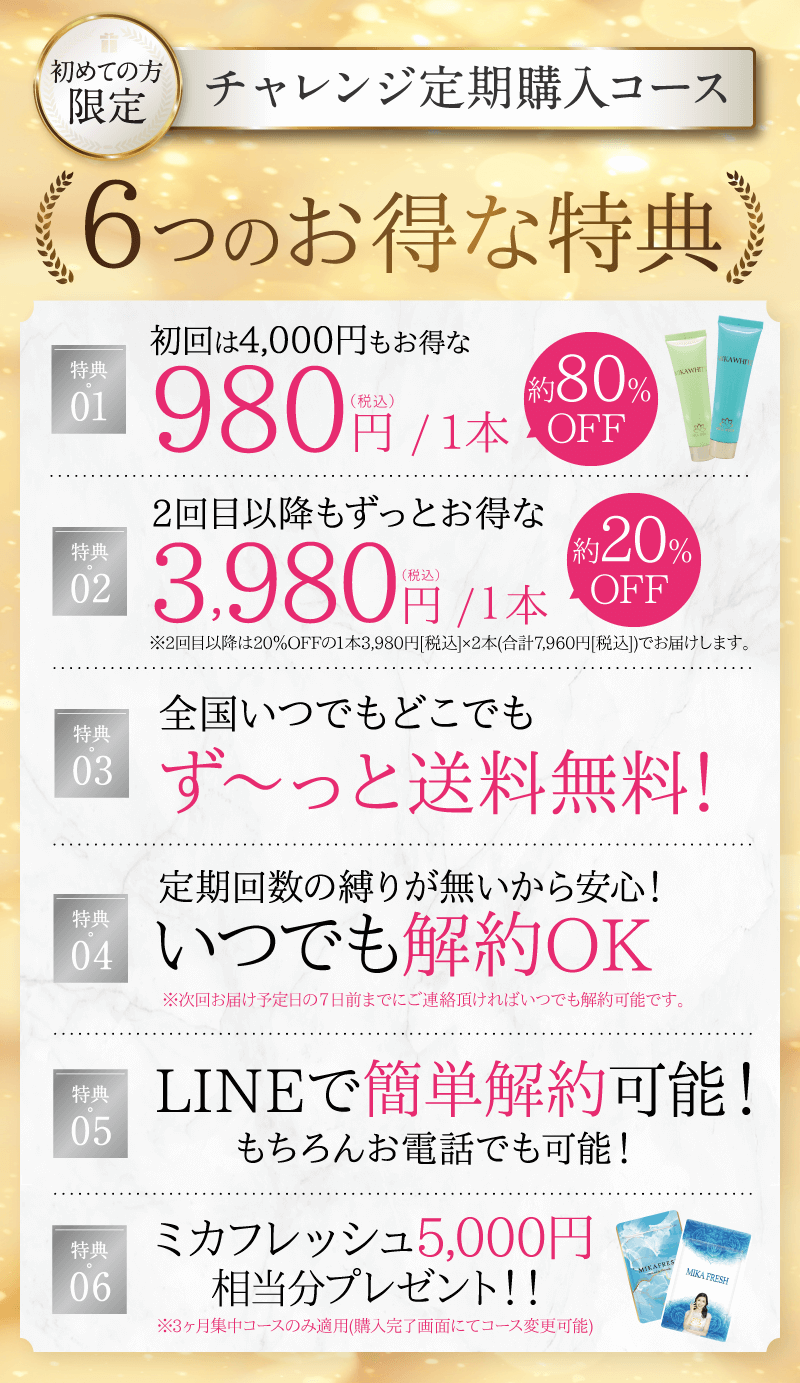 初めての方
限定
チャレンジ定期購入コース
6つのお得な特典
特典
01
初回は4,000円もお得な
980円(税込) / 1本
約80%
OFF
特典
02
2回目以降もずっとお得な
3,980円(税込) / 1本
約20%
OFF
※2回目以降は20%OFFの1本3,980円[税込]×2本(合計7,960円[税込])でお届けします。
特典
03
全国いつでもどこでも
ず～っと送料無料!
特典
04
定期回数の縛りが無いから安心!
いつでも解約OK
※次回お届け予定日の7日前までにご連絡頂ければいつでも解約可能です。
特典
05
LINEで簡単解約可能!
もちろんお電話でも可能!
特典
06
ミカフレッシュ5,000円
相当分プレゼント!!
MIKA FRESH
※3ヶ月集中コースのみ適用(購入完了画面にてコース変更可能)